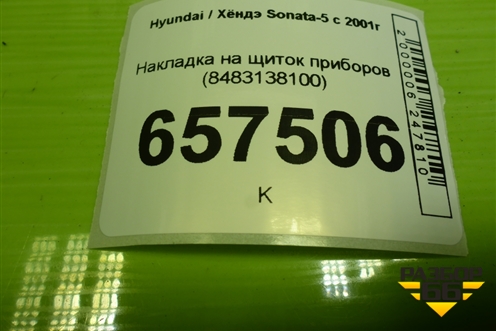 Hyundai / Хёндэ Sonata-5 с 2001г
Накладка на щиток приборов
(8483138100)
657506
К
2000006247810
РАЗБОР
66